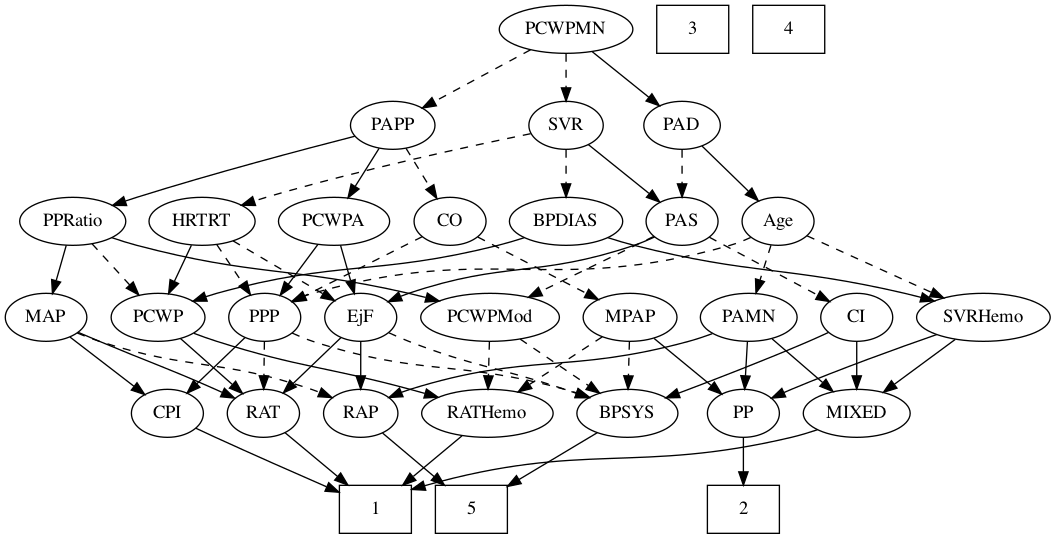 PCWPMN 3 4
PAPP SVR PAD
PPRatio HRTRT PCWPA CO BPDIAS PAS Age
MAP PCWP PPP EjF PCWPMod MPAP PAMN CI SVRHemo
CPI RAT RAP RATHemo BPSYS PP MIXED
1 5 2